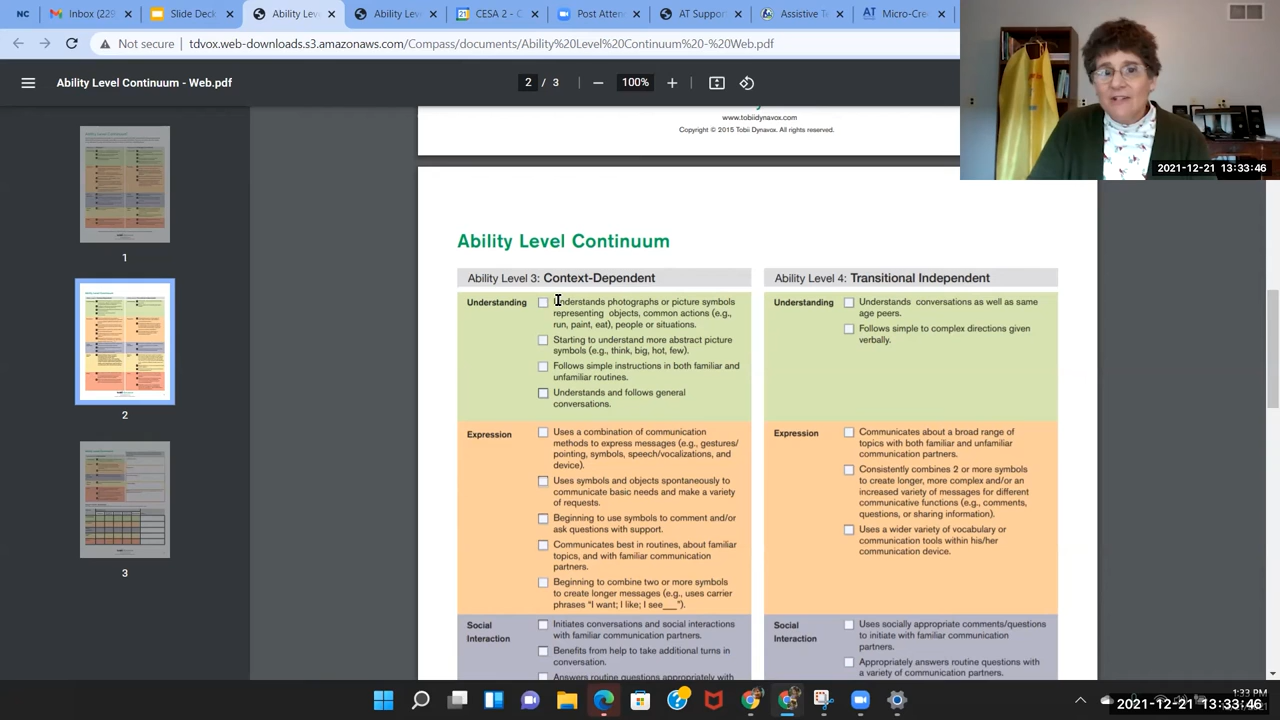 NC
Inbox
Slide Deck
Ability Lev
Ability Lev
21
CES 2 - C
AT Support
Assistive Te
AT
Micro-Cre
Not secure
tdvox.web-downloads.s3.amazonaws.com/Compass/documents/Ability%20Level%20Continuum%20-%20Web.pdf
Ability Level Continuum - Web.pdf
2 / 3
100%
1
2
3
www.tobiidynavox.com
Copyright © 2015 Tobii Dynavox. All rights reserved.
2021-12-21 13:33:46
Ability Level Continuum
Ability Level 3: Context-Dependent
Understanding
Understands photographs or picture symbols
representing objects, common actions (e.g.,
run, paint, eat), people or situations.
Starting to understand more abstract picture
symbols (e.g., think, big, hot, few).
Follows simple instructions in both familiar and
unfamiliar routines.
Understands and follows general
conversations.
Expression
Uses a combination of communication
methods to express messages (e.g., gestures/
pointing, symbols, speech/vocalizations, and
device).
Uses symbols and objects spontaneously to
communicate basic needs and make a variety
of requests.
Beginning to use symbols to comment and/or
ask questions with support.
Communicates best in routines, about familiar
topics, and with familiar communication
partners.
Beginning to combine two or more symbols
to create longer messages (e.g., uses carrier
phrases “I want; I like; I see___”).
Social
Interaction
Initiates conversations and social interactions
with familiar communication partners.
Benefits from help to take additional turns in
conversation.
Answers routine questions appropriately with
Ability Level 4: Transitional Independent
Understanding
Understands conversations as well as same
age peers.
Follows simple to complex directions given
verbally.
Expression
Communicates about a broad range of
topics with both familiar and unfamiliar
communication partners.
Consistently combines 2 or more symbols
to create longer, more complex and/or an
increased variety of messages for different
communicative functions (e.g., comments,
questions, or sharing information).
Uses a wider variety of vocabulary or
communication tools within his/her
communication device.
Social
Interaction
Uses socially appropriate comments/questions
to initiate with familiar communication
partners.
Appropriately answers routine questions with
a variety of communication partners.
1:33 PM
2021-12-21 13:33:46